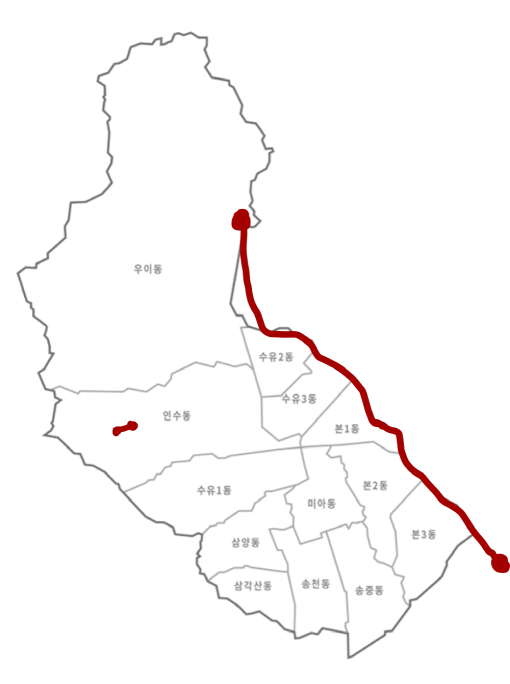 우이동
수유2동
수유3동
인수동
본1동
본2동
수유1동
미아동
본3동
삼양동
삼각산동
송천동
송중동